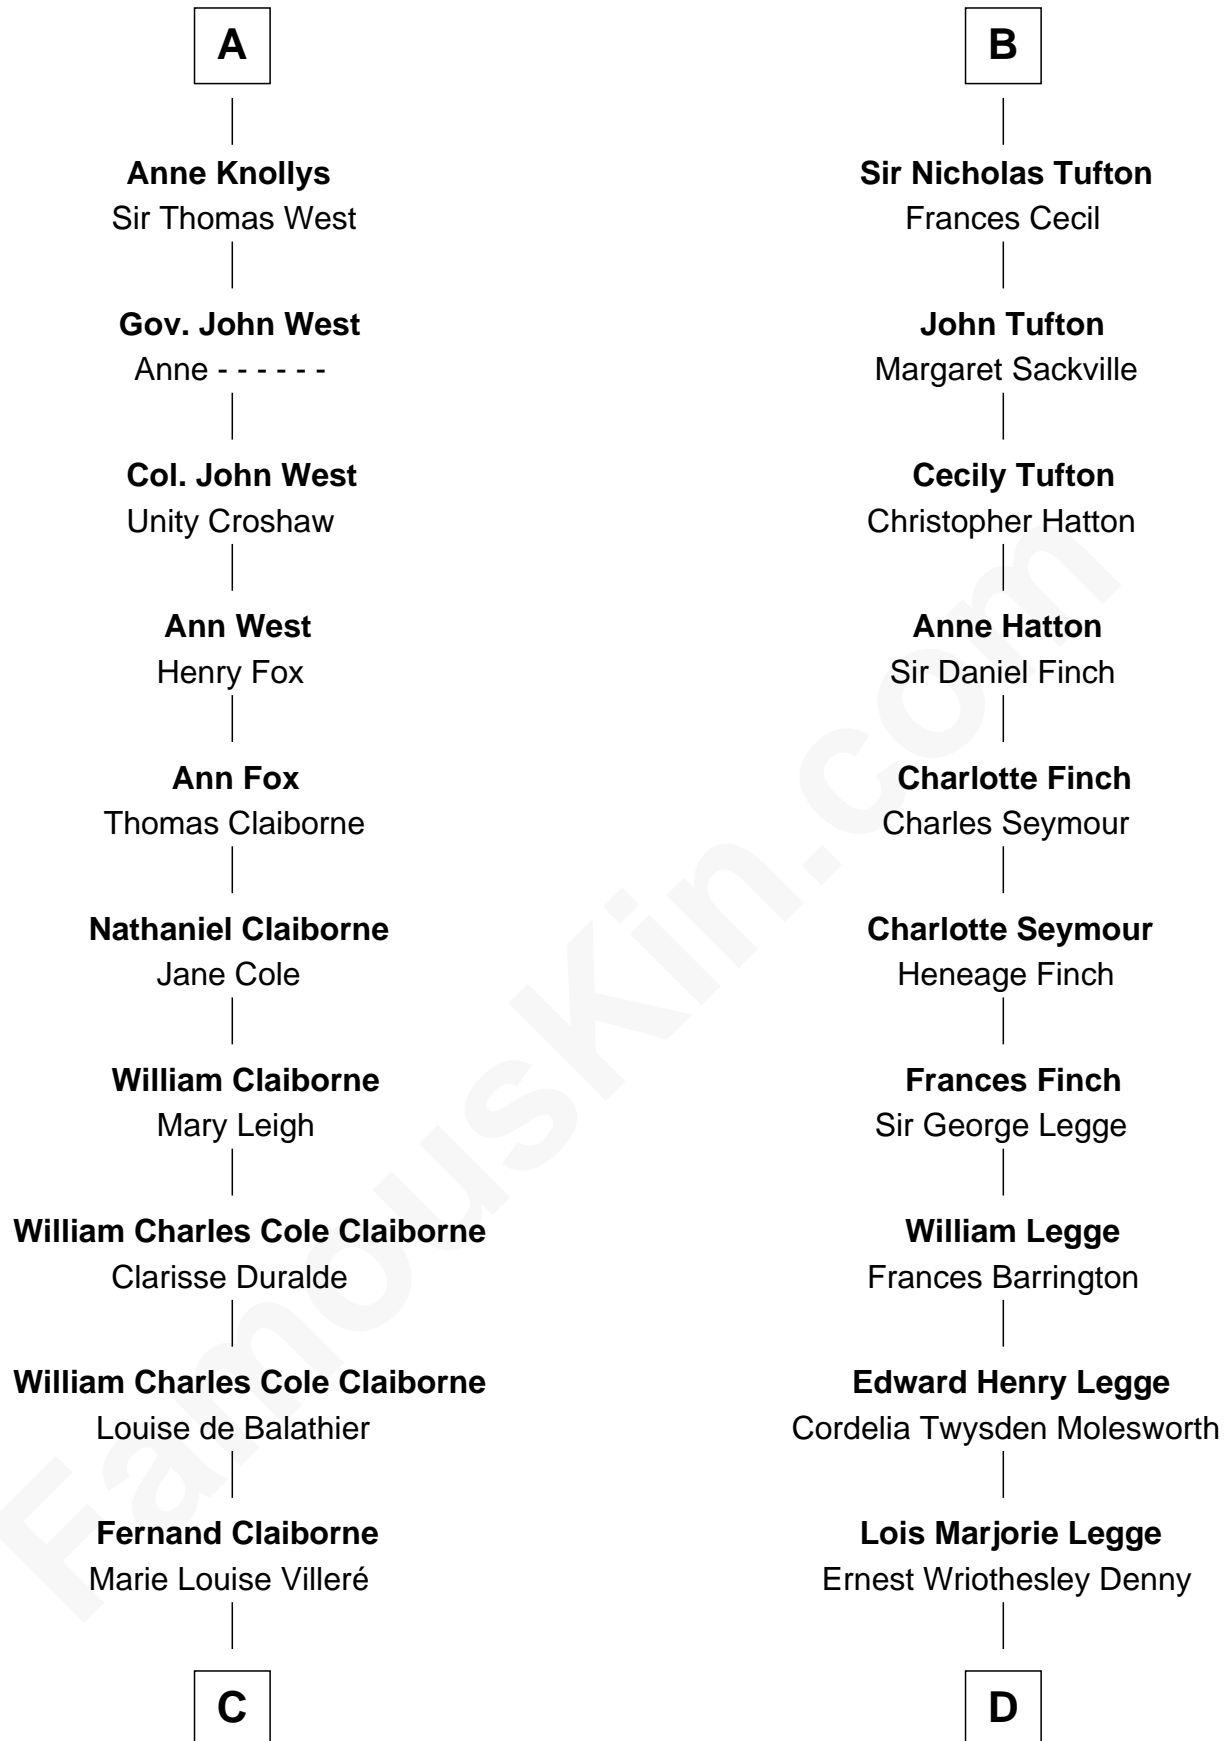 A
Anne Knollys
Sir Thomas West
Gov. John West
Anne - - - - - -
Col. John West
Unity Croshaw
Ann West
Henry Fox
Ann Fox
Thomas Claiborne
Nathaniel Claiborne
Jane Cole
William Claiborne
Mary Leigh
William Charles Cole Claiborne
Clarisse Duralde
William Charles Cole Claiborne
Louise de Balathier
Fernand Claiborne
Marie Louise Villeré
C
B
Sir Nicholas Tufton
Frances Cecil
John Tufton
Margaret Sackville
Cecily Tufton
Christopher Hatton
Anne Hatton
Sir Daniel Finch
Charlotte Finch
Charles Seymour
Charlotte Seymour
Heneage Finch
Frances Finch
Sir George Legge
William Legge
Frances Barrington
Edward Henry Legge
Cordelia Twysden Molesworth
Lois Marjorie Legge
Ernest Wriothesley Denny
D
FamousKin.com